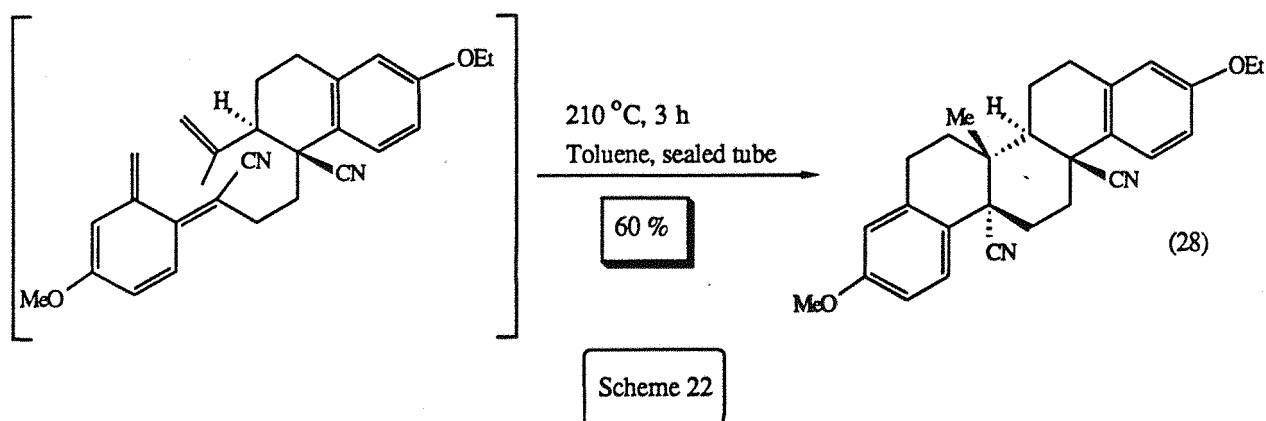 OEt
H
CN
CN
MeO
210 °C, 3 h
Toluene, sealed tube
60 %
OEt
H
Me
CN
CN
(28)
MeO
Scheme 22